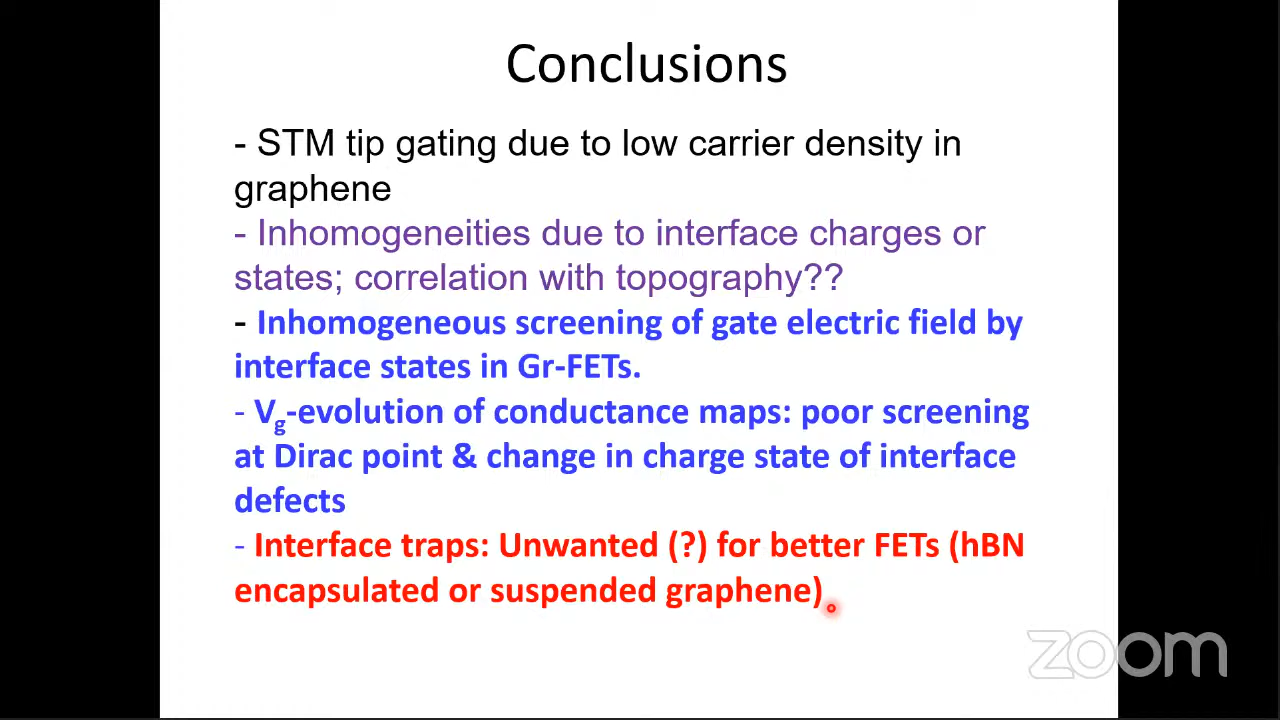 Conclusions
- STM tip gating due to low carrier density in
graphene
- Inhomogeneities due to interface charges or
states; correlation with topography??
- Inhomogeneous screening of gate electric field by
interface states in Gr-FETs.
- Vg-evolution of conductance maps: poor screening
at Dirac point & change in charge state of interface
defects
- Interface traps: Unwanted (?) for better FETs (hBN
encapsulated or suspended graphene)
zoom